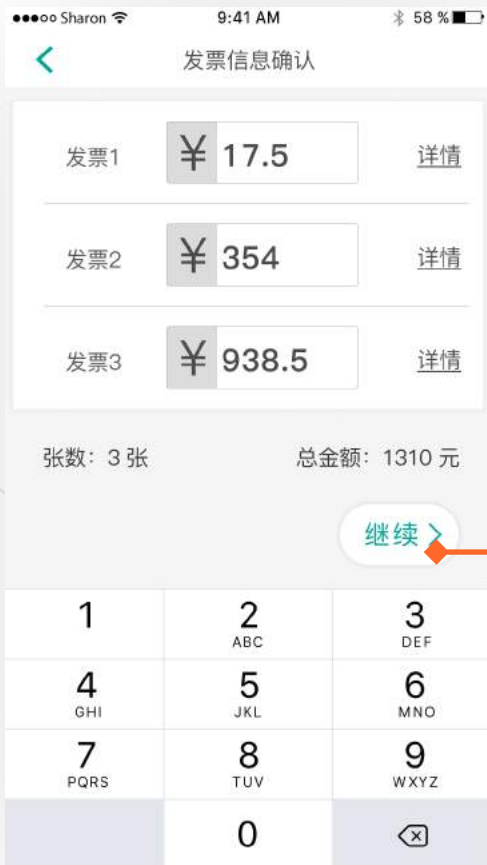 Sharon 9:41 AM 58 %
发票信息确认
发票1 ¥ 17.5 详情
发票2 ¥ 354 详情
发票3 ¥ 938.5 详情
张数：3 张 总金额：1310 元
继续
1 2 3
ABC DEF
4 5 6
GHI JKL MNO
7 8 9
PQRS TUV WXYZ
0